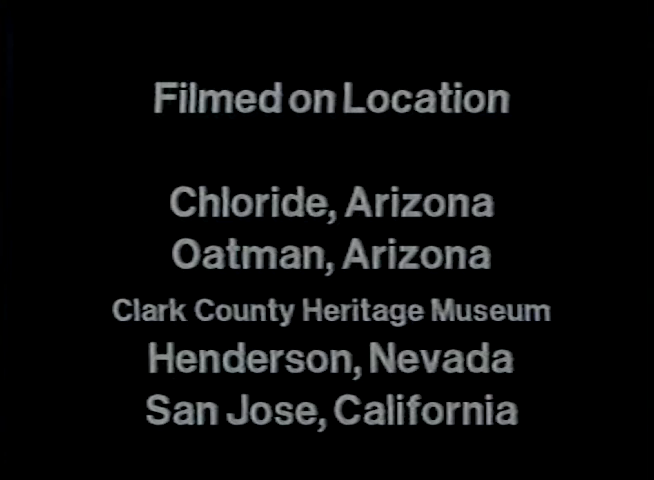 Filmed on Location
Chloride, Arizona
Oatman, Arizona
Clark County Heritage Museum
Henderson, Nevada
San Jose, California